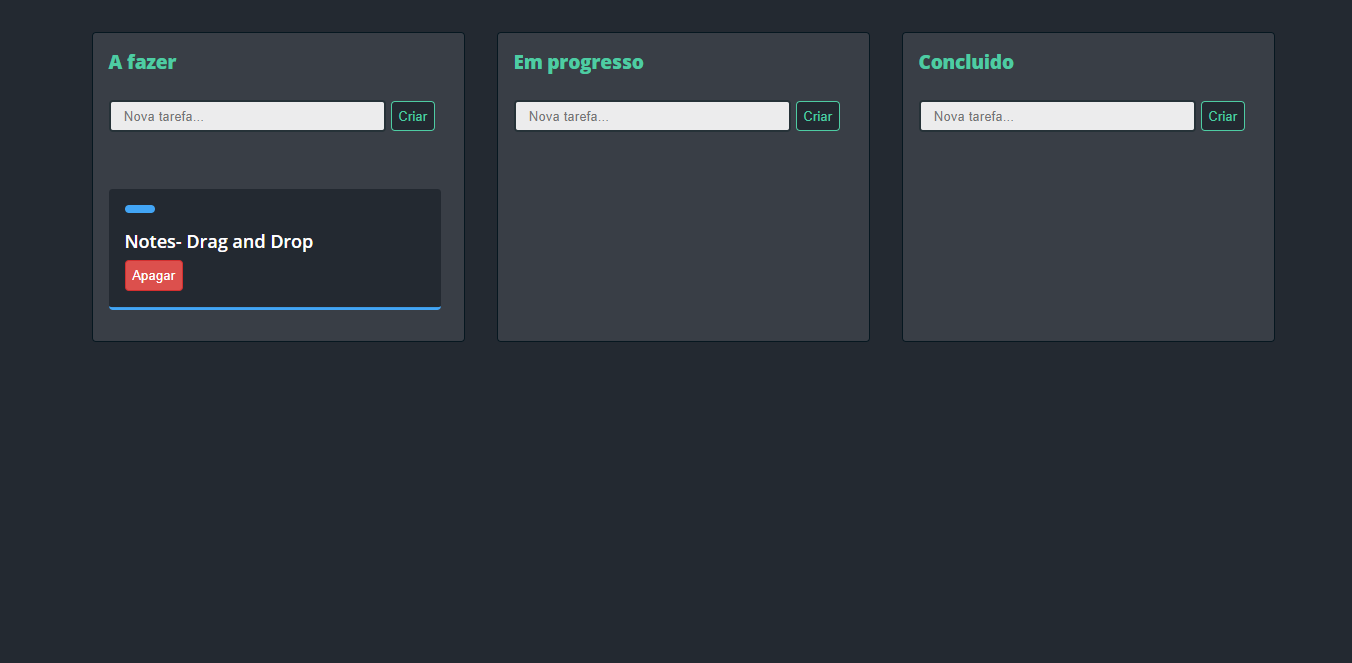 A fazer
Nova tarefa...
Criar
Notes- Drag and Drop
Apagar
Em progresso
Nova tarefa...
Criar
Concluido
Nova tarefa...
Criar